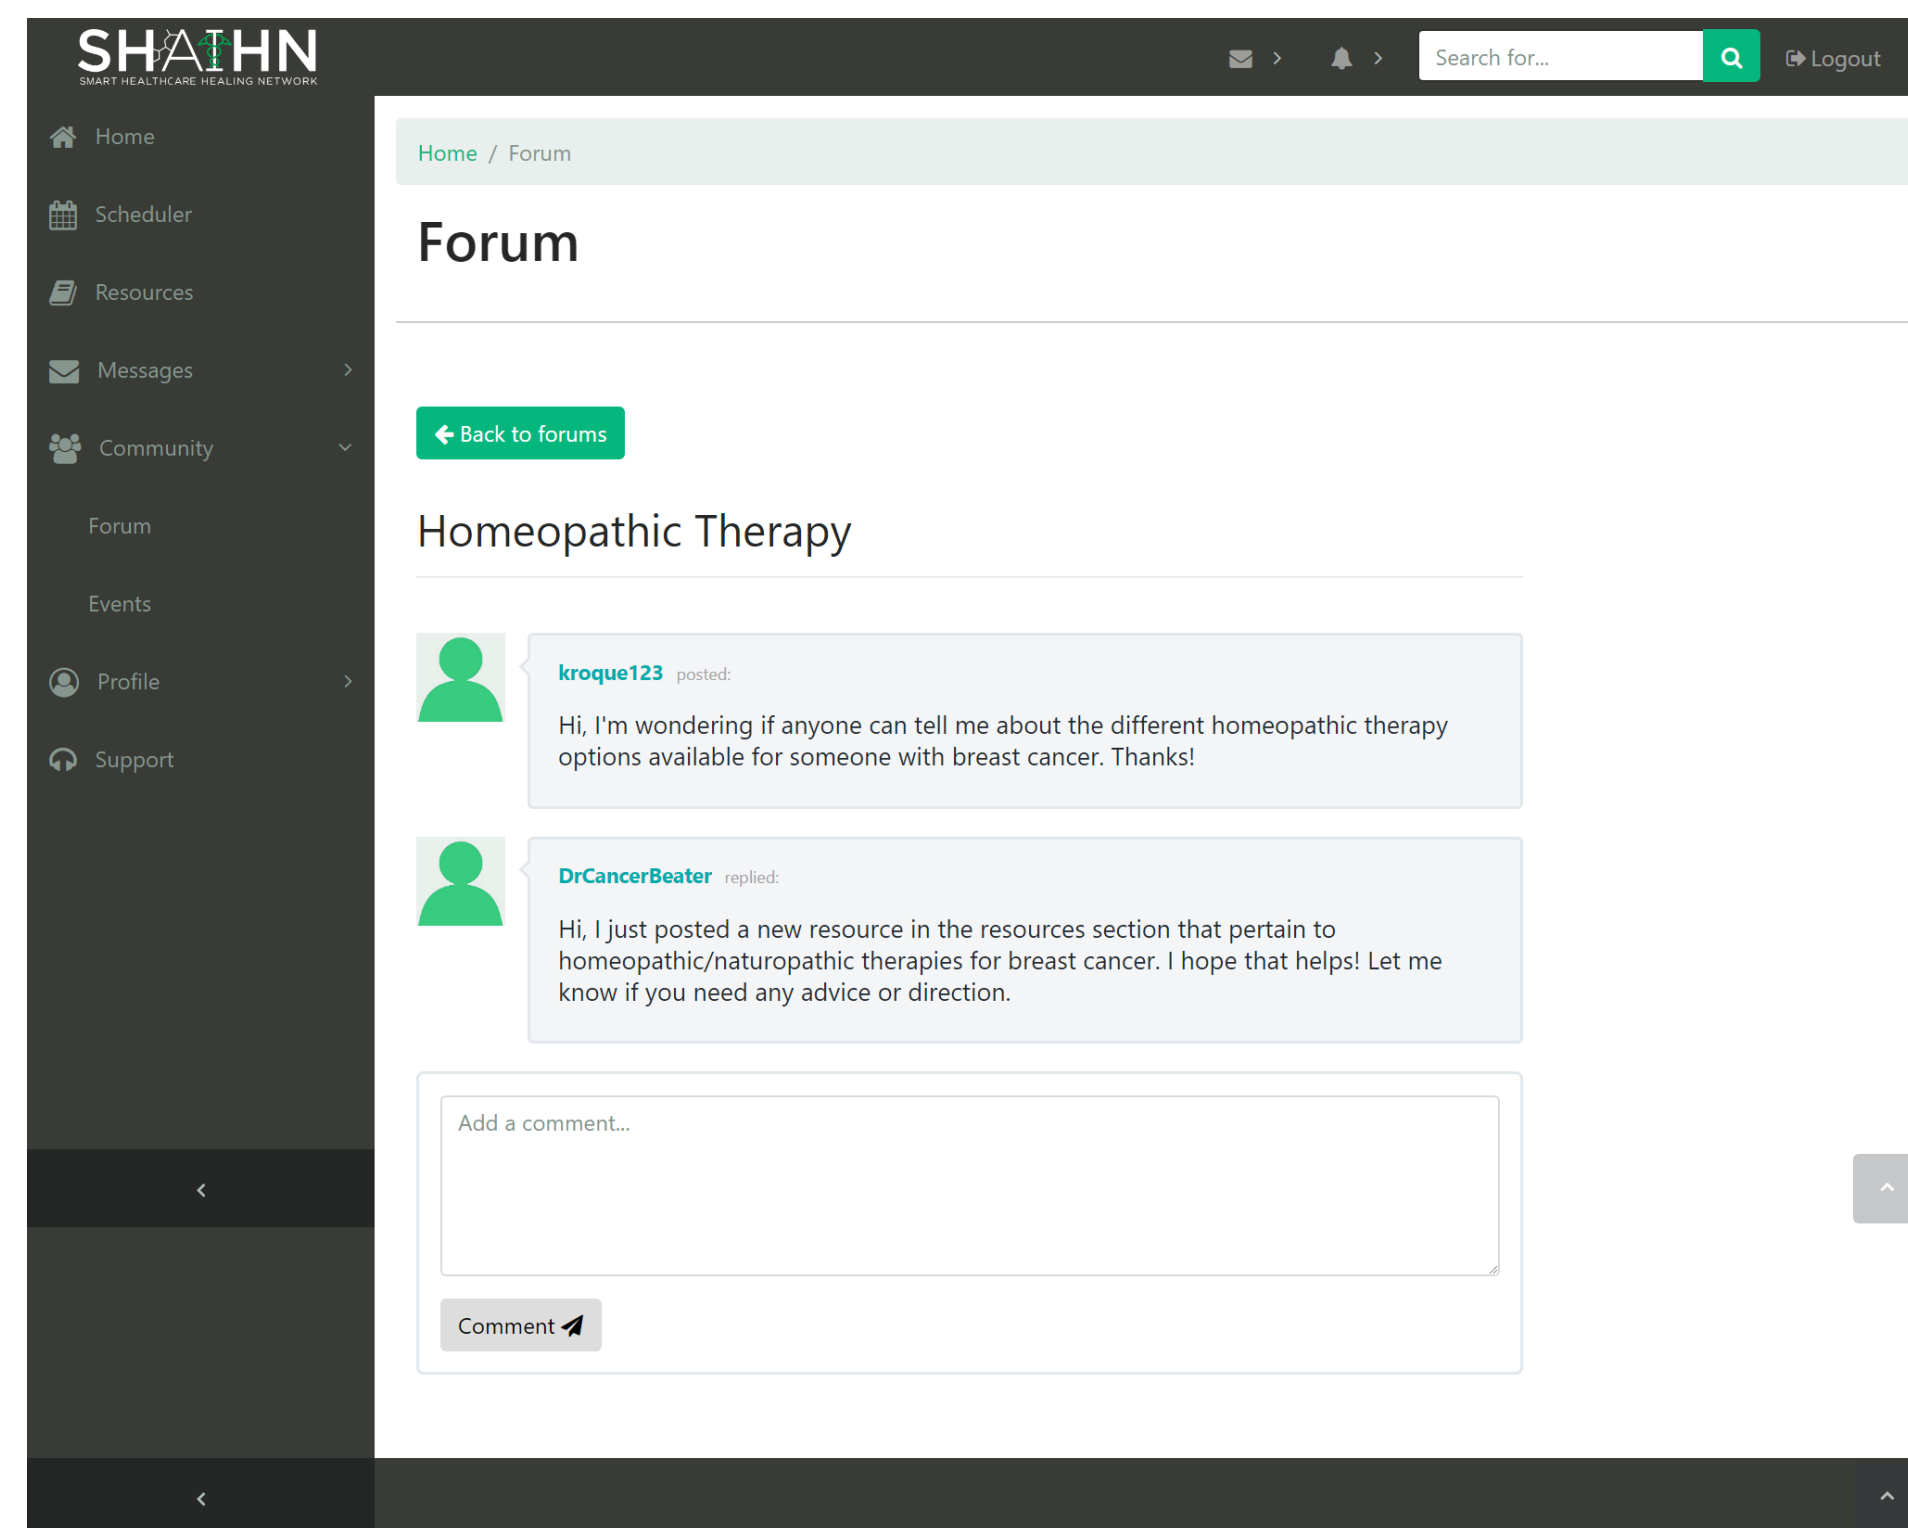 SHAIHN
SMART HEALTHCARE HEALING NETWORK
Search for...
Logout
Home
Scheduler
Resources
Messages
Community
Forum
Events
Profile
Support
Home / Forum
Forum
Back to forums
Homeopathic Therapy
kroque123 posted:
Hi, I'm wondering if anyone can tell me about the different homeopathic therapy
options available for someone with breast cancer. Thanks!
DrCancerBeater replied:
Hi, I just posted a new resource in the resources section that pertain to
homeopathic/naturopathic therapies for breast cancer. I hope that helps! Let me
know if you need any advice or direction.
Add a comment...
Comment